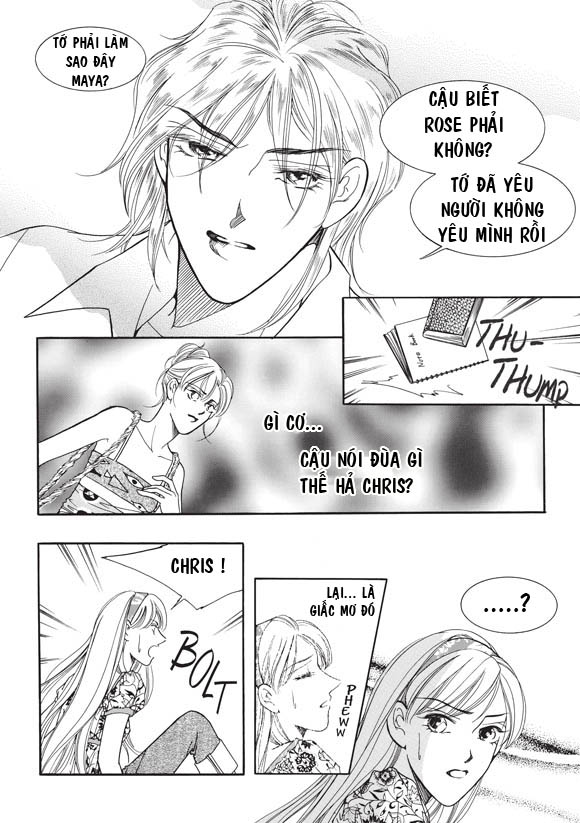 TỚ PHẢI LÀM
SAO ĐÂY
MAYA?
CẬU BIẾT
ROSE PHẢI
KHÔNG?
TỚ ĐÃ YÊU
NGƯỜI KHÔNG
YÊU MÌNH RỒI
NOTE BOOK
THU-
THUMP
GÌ CƠ...
CẬU NÓI ĐÙA GÌ
THẾ HẢ CHRIS?
CHRIS !
BOLT
LẠI... LÀ
GIẤC MƠ ĐÓ
PHEWW
.....?